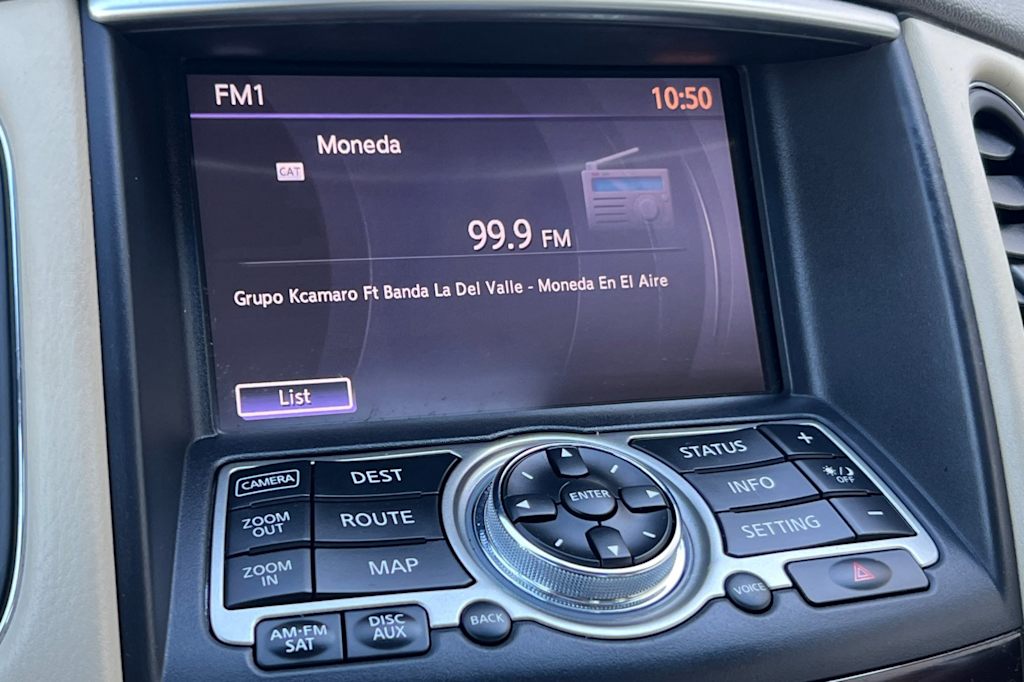 FM1
10:50
Moneda
CAT
99.9 FM
Grupo Kcamaro Ft Banda La Del Valle - Moneda En El Aire
List
CAMERA
DEST
ZOOM
OUT
ROUTE
ZOOM
IN
MAP
AM·FM
SAT
DISC
AUX
BACK
ENTER
STATUS
+
INFO
OFF
SETTING
-
VOICE